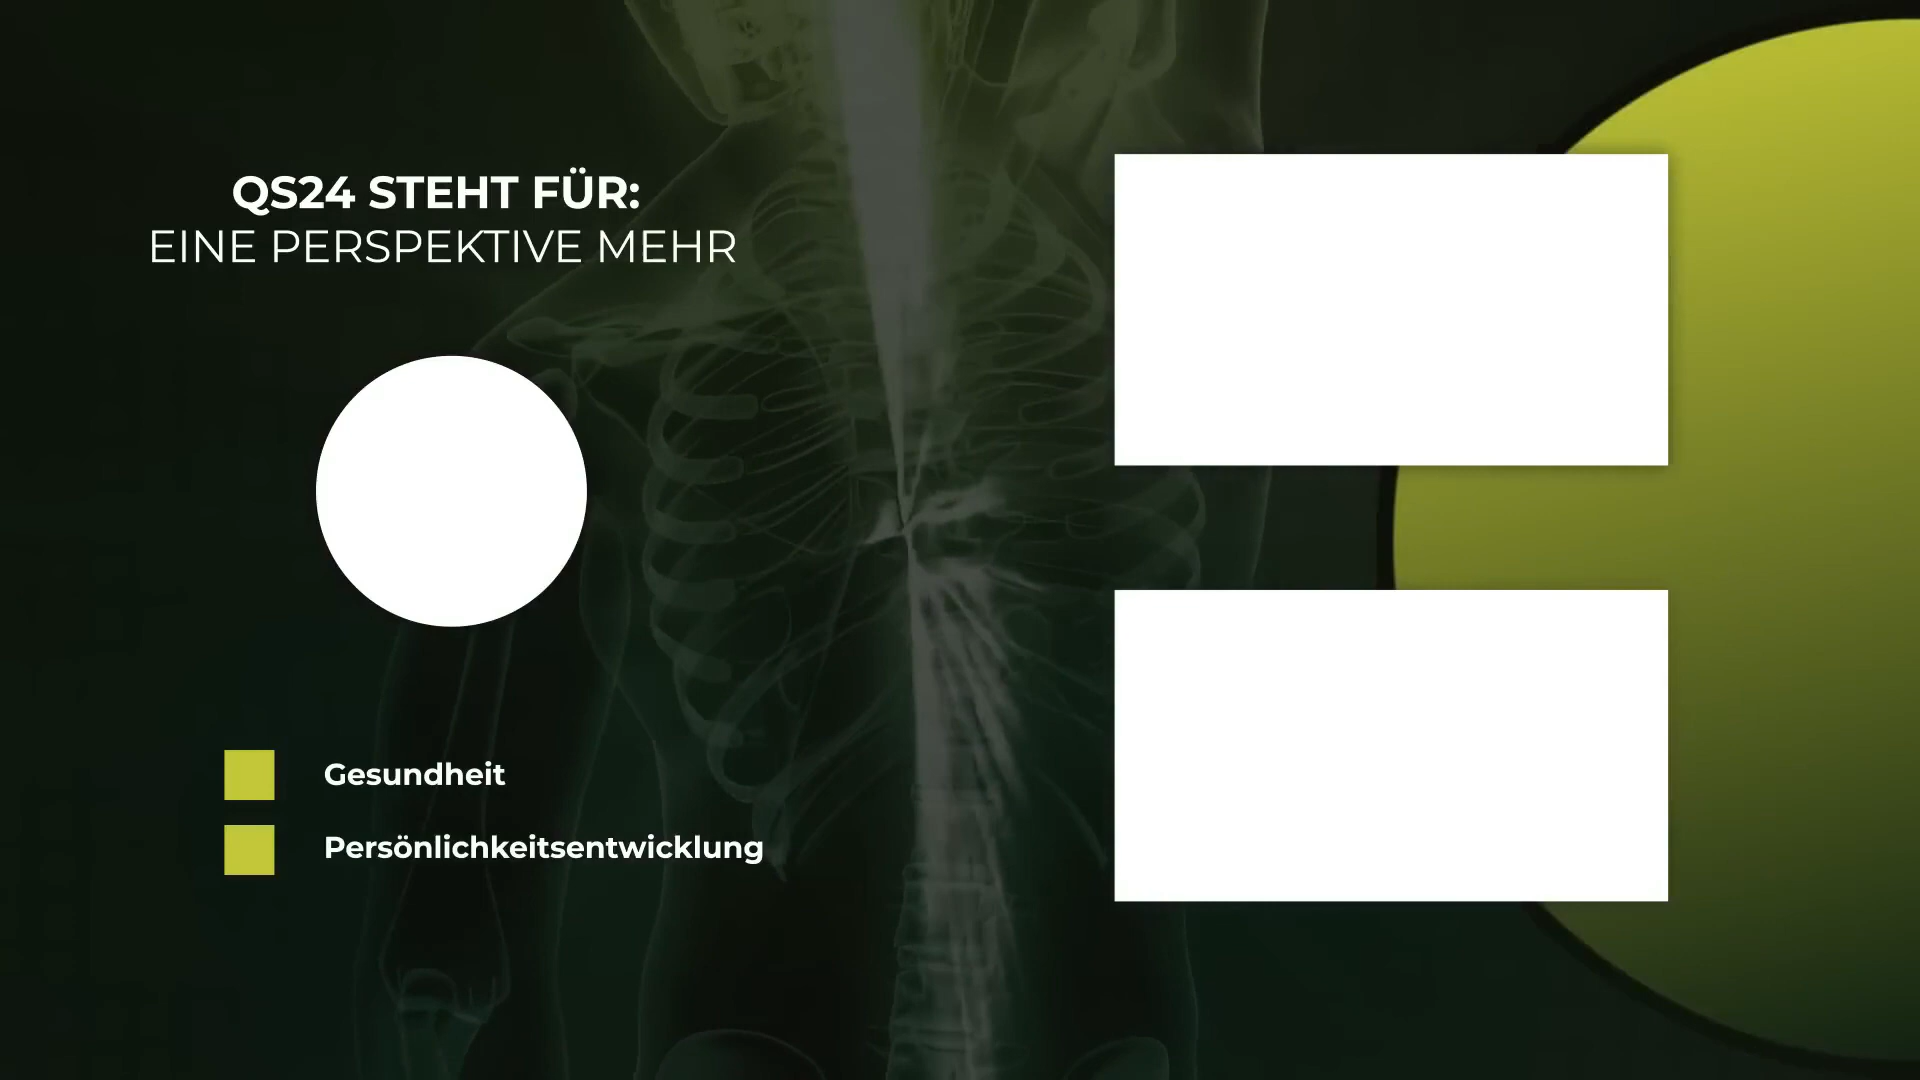 QS24 STEHT FÜR:
EINE PERSPEKTIVE MEHR
Gesundheit
Persönlichkeitsentwicklung